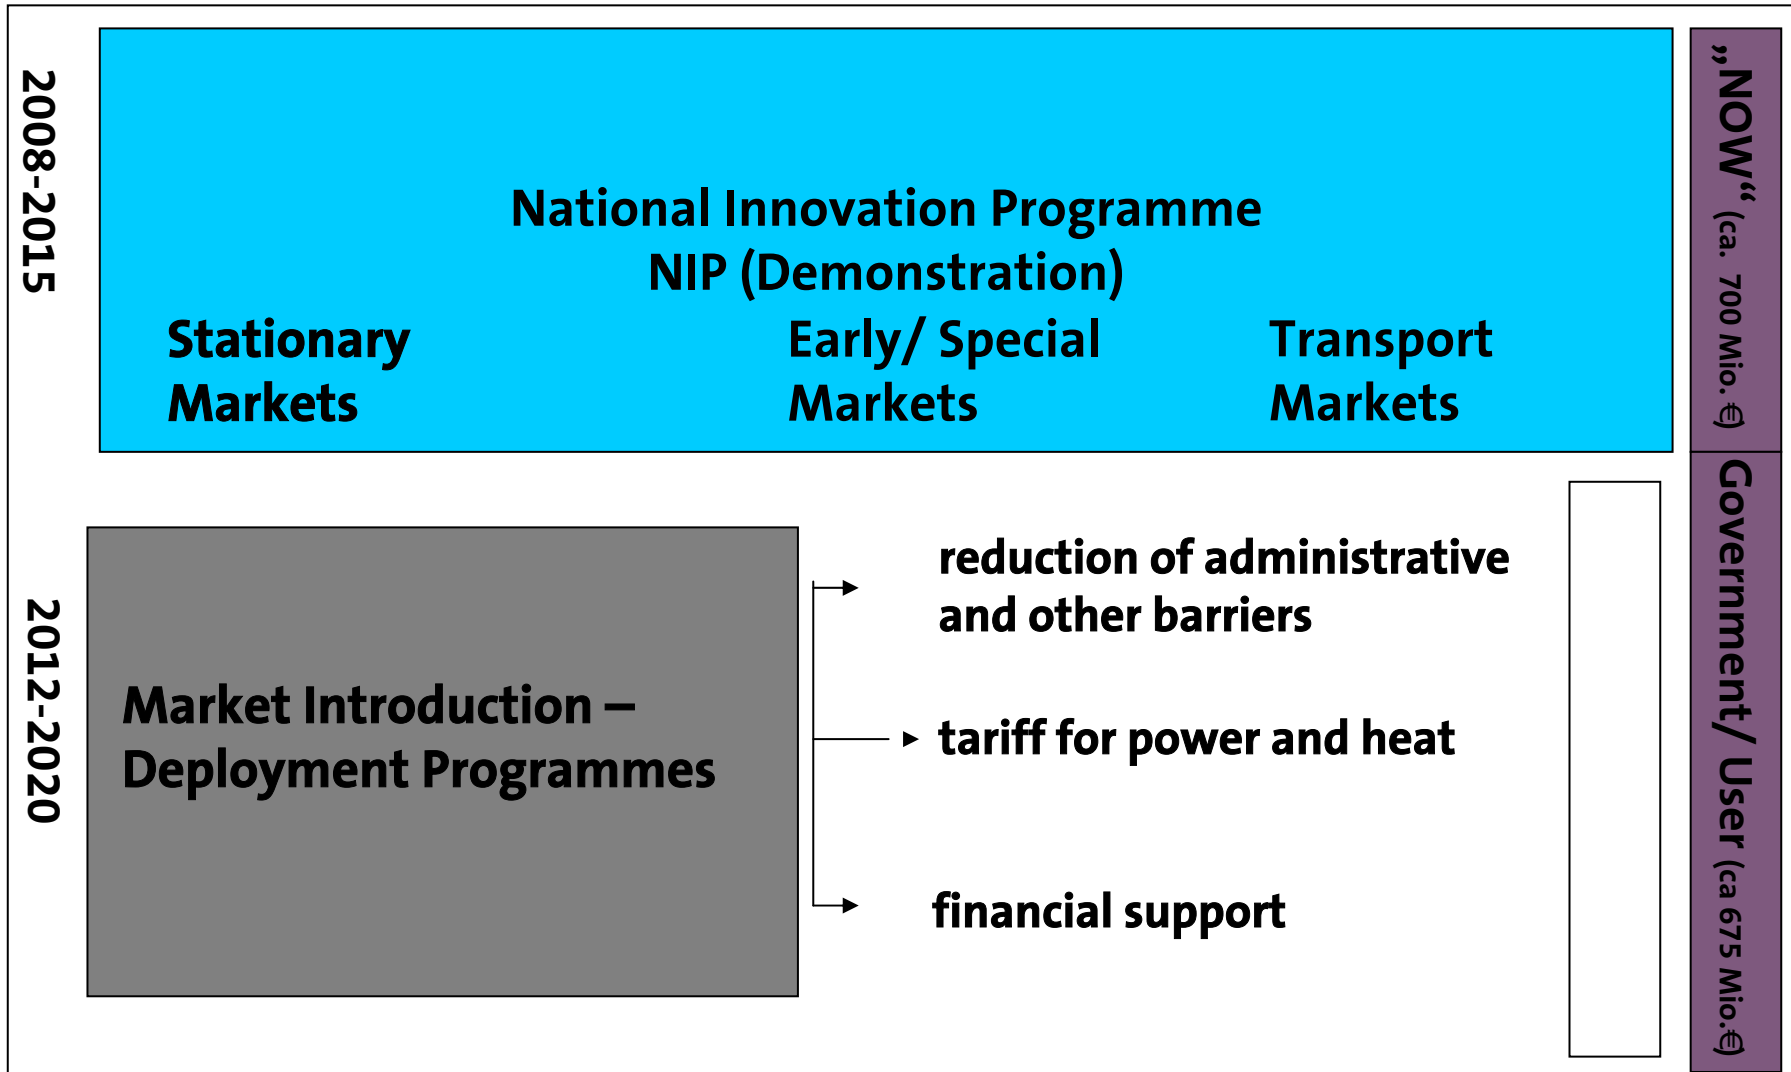 2008-2015
National Innovation Programme
NIP (Demonstration)
Stationary
Markets
Early/ Special
Markets
Transport
Markets
„NOW“ (ca. 700 Mio. €)
2012-2020
Market Introduction –
Deployment Programmes
reduction of administrative
and other barriers
tariff for power and heat
financial support
Government/ User (ca 675 Mio.€)